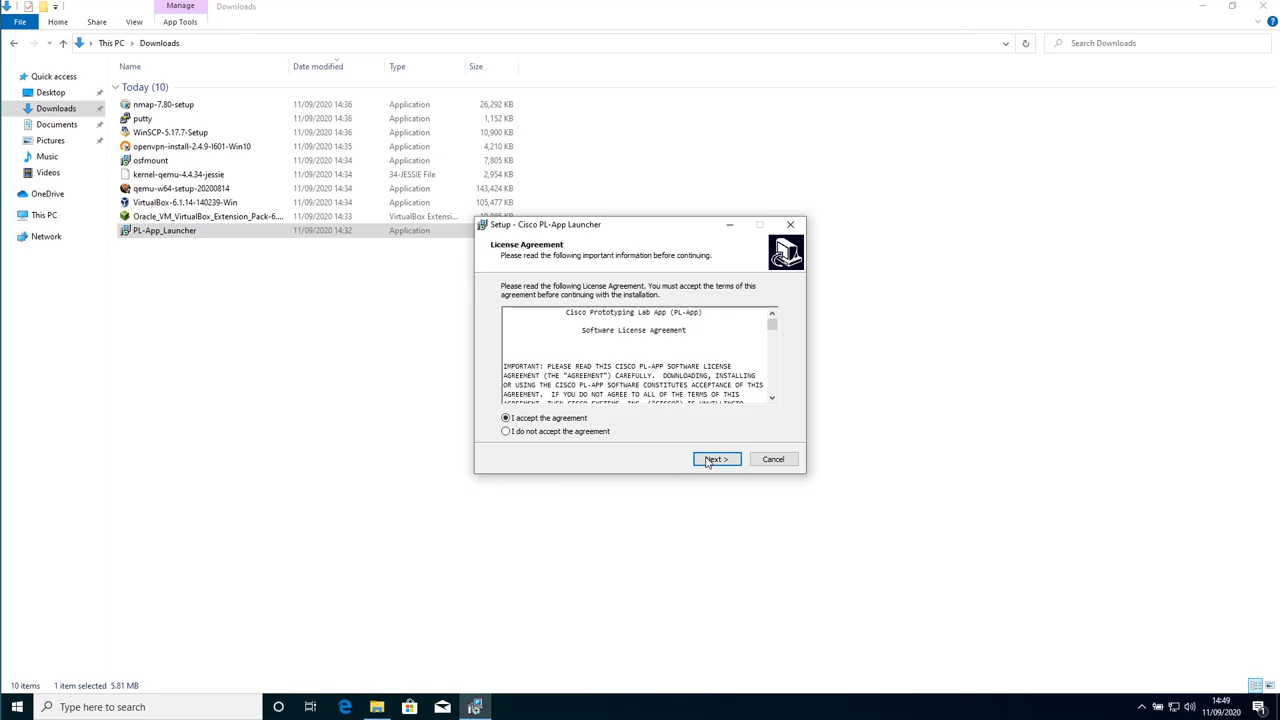 Manage
Downloads
File
Home
Share
View
App Tools
This PC
Downloads
Search Downloads
Name
Date modified
Type
Size
Quick access
Desktop
Downloads
Documents
Pictures
Music
Videos
OneDrive
This PC
Network
Today (10)
nmap-7.80-setup 11/09/2020 14:36 Application 26,292 KB
putty 11/09/2020 14:36 Application 1,152 KB
WinSCP-5.17.7-Setup 11/09/2020 14:36 Application 10,900 KB
openvpn-install-2.4.9-I601-Win10 11/09/2020 14:35 Application 4,210 KB
osfmount 11/09/2020 14:34 Application 7,805 KB
kernel-qemu-4.4.34-jessie 11/09/2020 14:34 34-JESSIE File 2,954 KB
qemu-w64-setup-20200814 11/09/2020 14:34 Application 143,424 KB
VirtualBox-6.1.14-140239-Win 11/09/2020 14:34 Application 105,477 KB
Oracle_VM_VirtualBox_Extension_Pack-6.... 11/09/2020 14:33 VirtualBox Extensi...
PL-App_Launcher 11/09/2020 14:32 Application
Setup - Cisco PL-App Launcher
License Agreement
Please read the following important information before continuing.
Please read the following License Agreement. You must accept the terms of this
agreement before continuing with the installation.
Cisco Prototyping Lab App (PL-App)
Software License Agreement
IMPORTANT: PLEASE READ THIS CISCO PL-APP SOFTWARE LICENSE
AGREEMENT (THE "AGREEMENT") CAREFULLY. DOWNLOADING, INSTALLING
OR USING THE CISCO PL-APP SOFTWARE CONSTITUTES ACCEPTANCE OF THIS
AGREEMENT. IF YOU DO NOT AGREE TO ALL OF THE TERMS OF THIS
I accept the agreement
I do not accept the agreement
Next >
Cancel
10 items
1 item selected 5.81 MB
Type here to search
14:49
11/09/2020
1